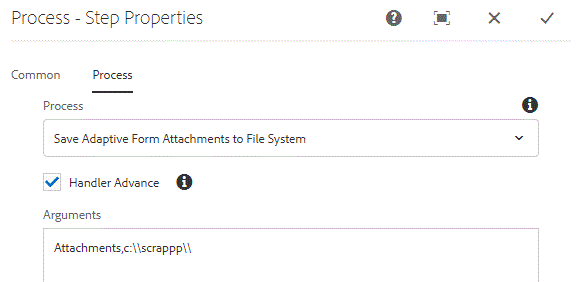 Process - Step Properties
Common Process
Process
Save Adaptive Form Attachments to File System
Handler Advance
Arguments
Attachments,c:\\scrappp\\